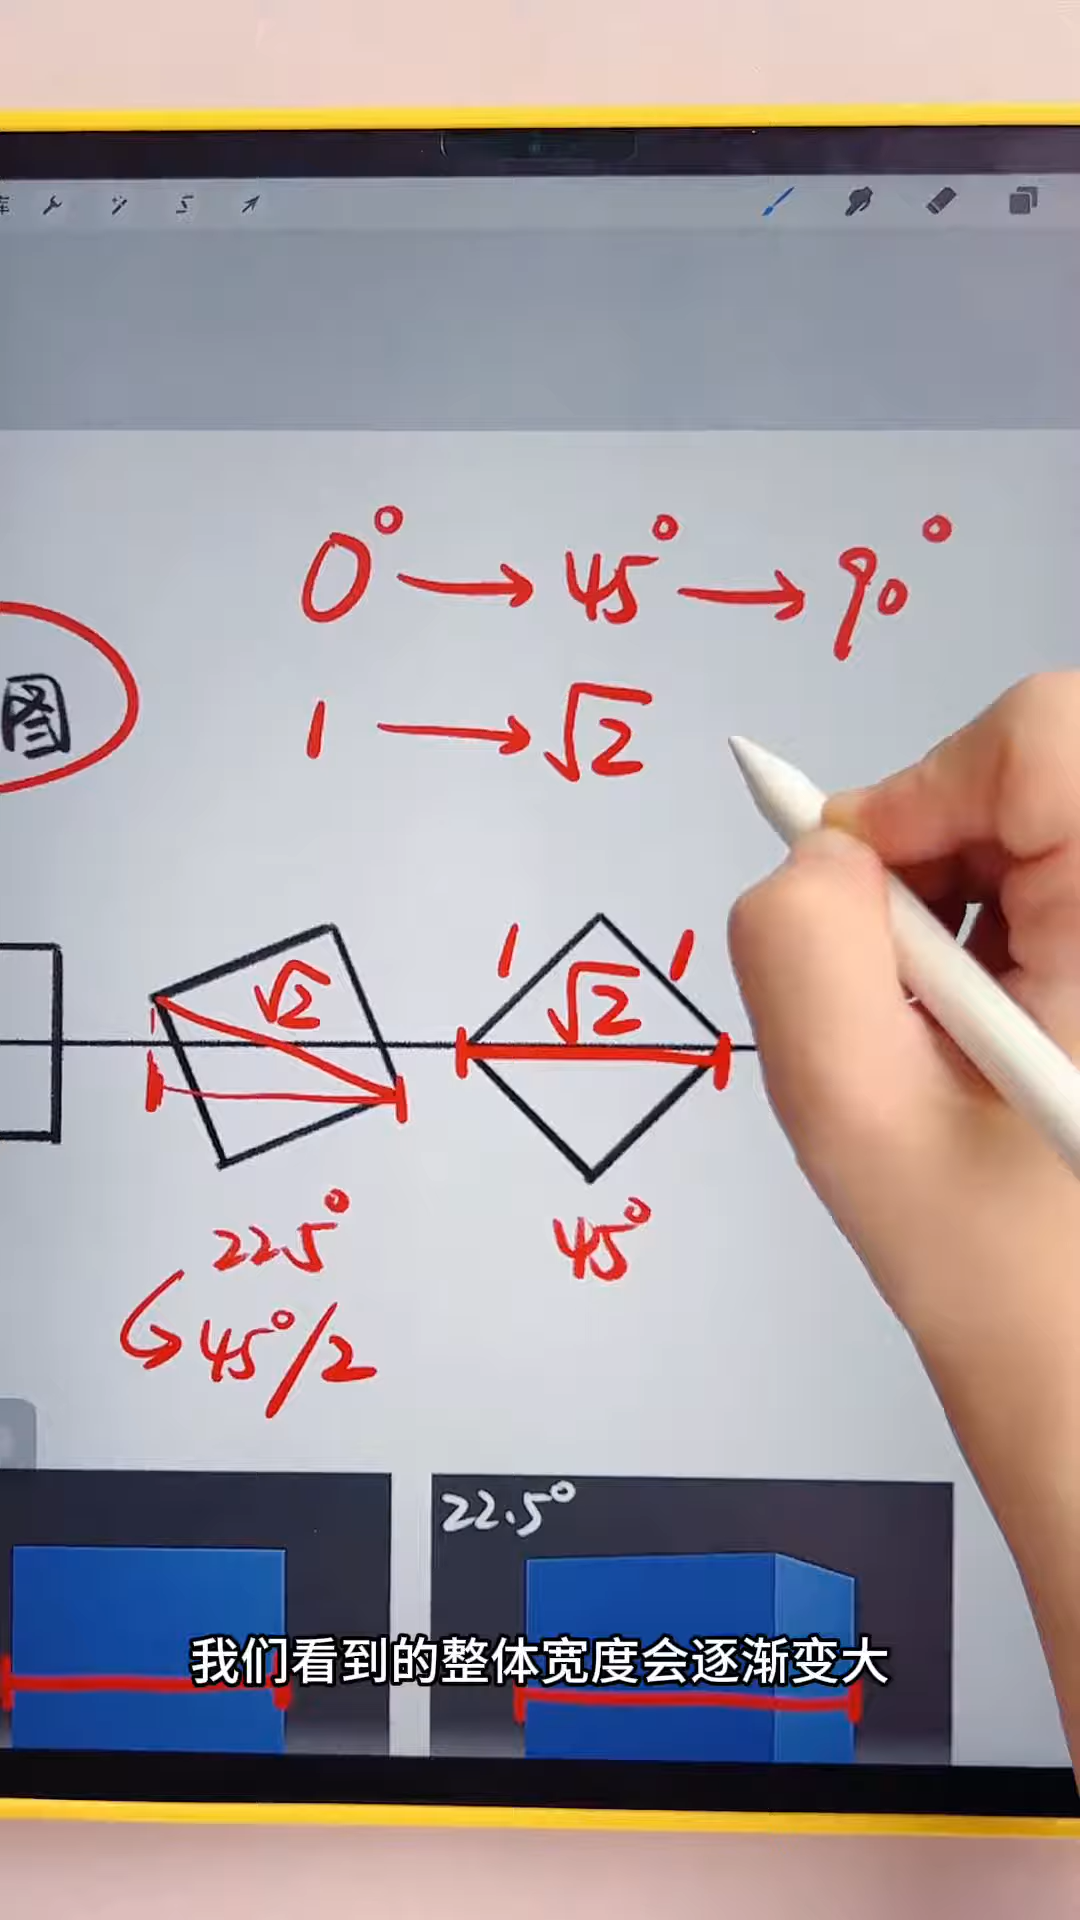 0° → 45° → 90°
1 → √2
图
√2
1
√2
1
22.5°
45°
45°/2
22.5°
我们看到的整体宽度会逐渐变大